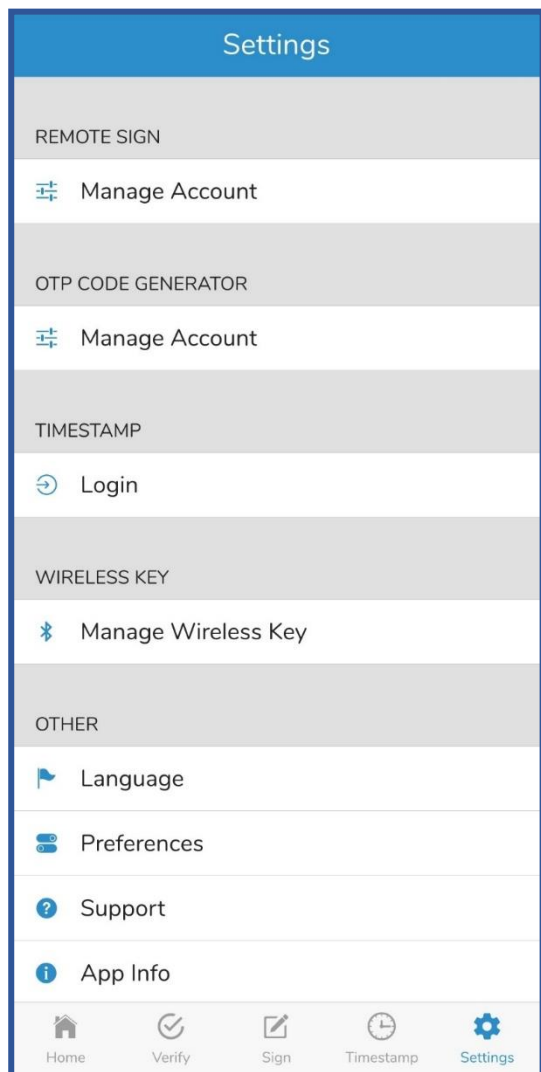 Settings
REMOTE SIGN
Manage Account
OTP CODE GENERATOR
Manage Account
TIMESTAMP
Login
WIRELESS KEY
Manage Wireless Key
OTHER
Language
Preferences
Support
App Info
Home Verify Sign Timestamp Settings